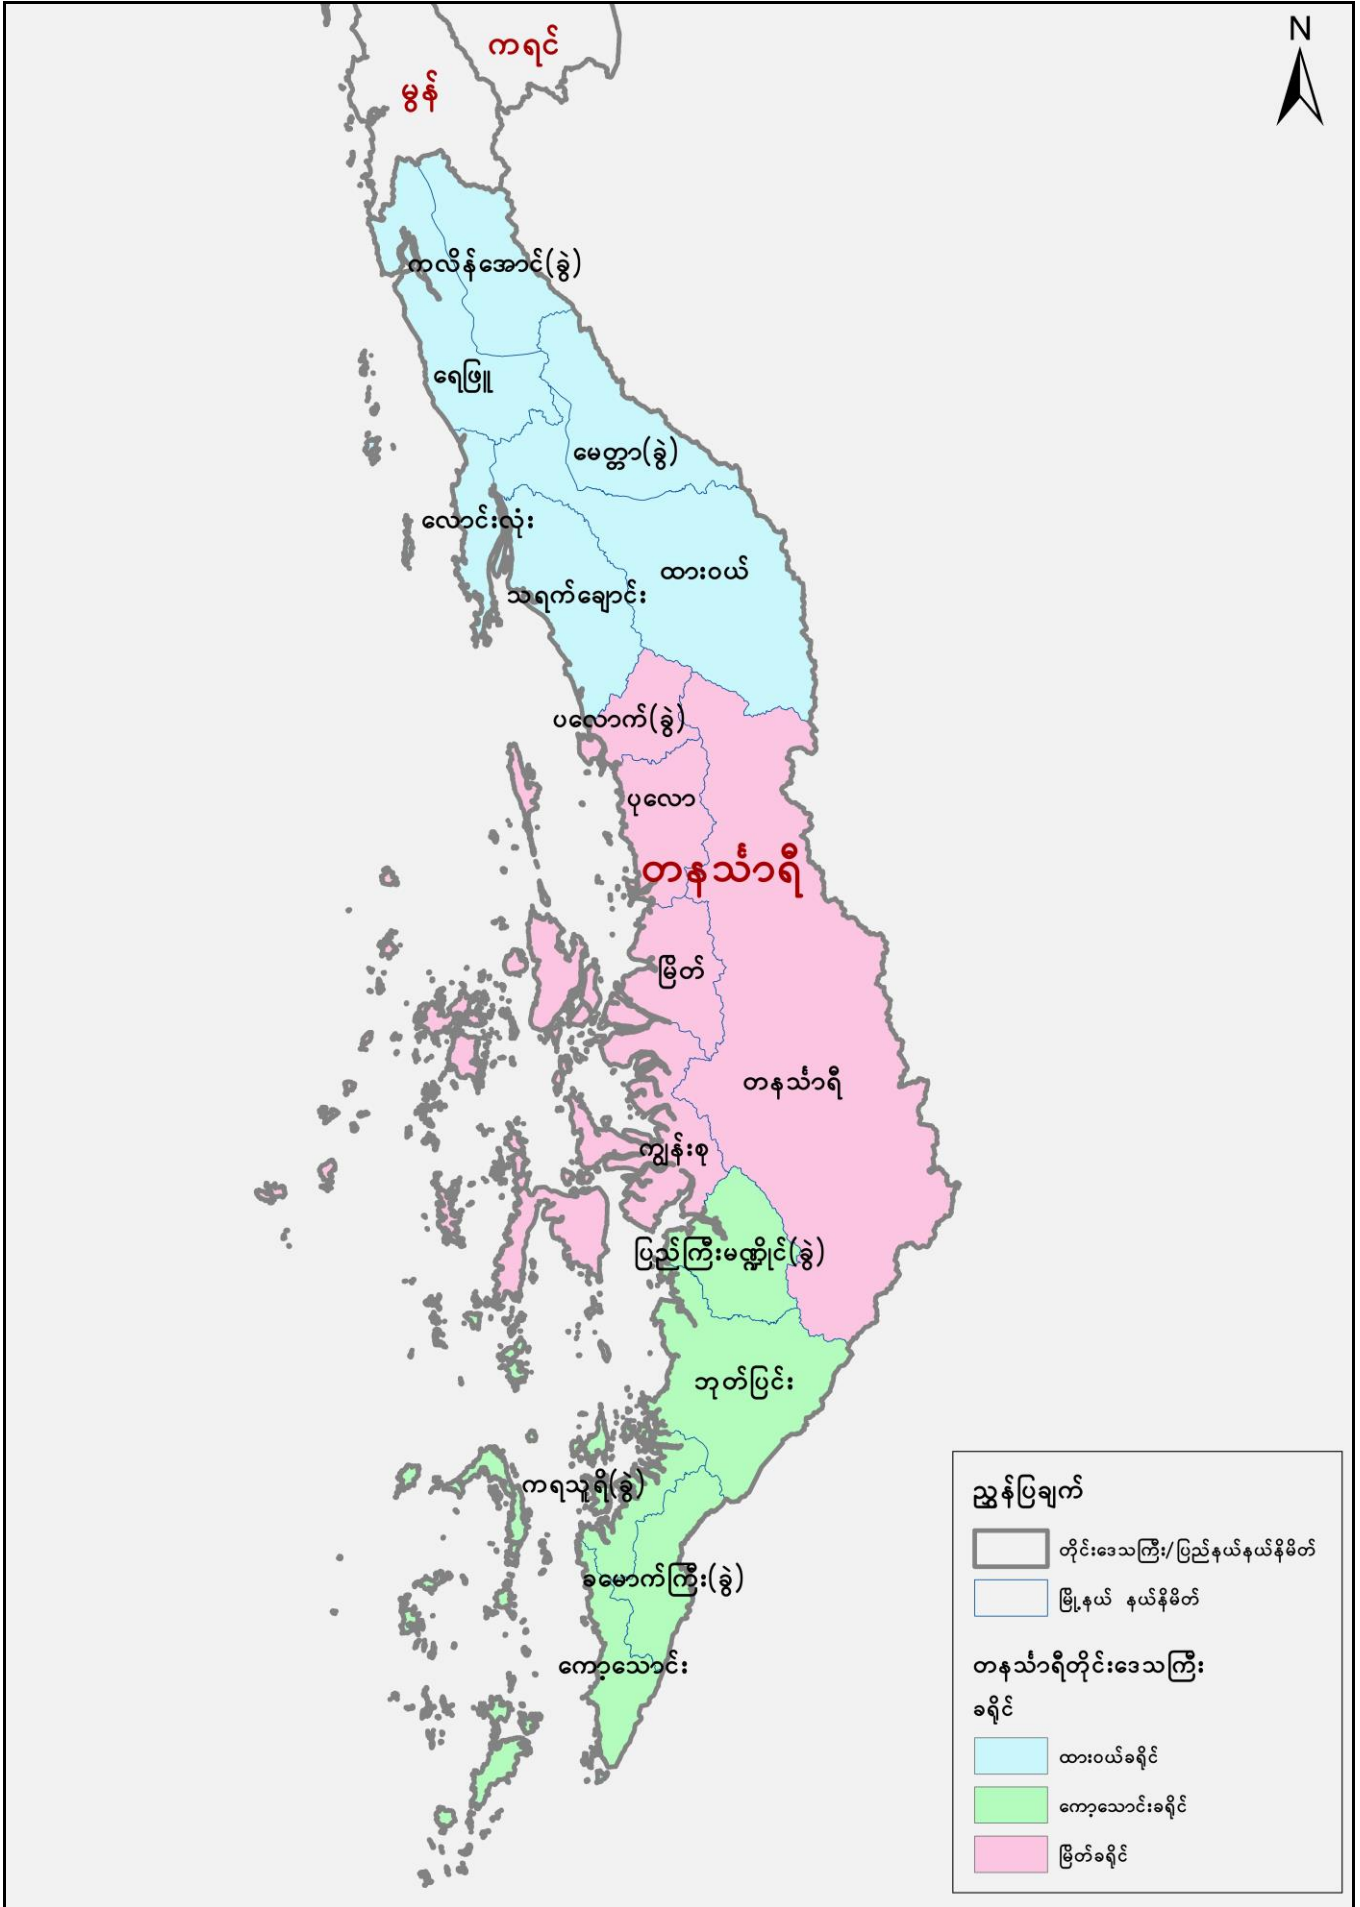 N
ကရင်
မွန်
ကလိန်အောင်(ခွဲ)
ရေဖြူ
မေတ္တာ(ခွဲ)
လောင်းလုံး
ထားဝယ်
သရက်ချောင်း
ပလောက်(ခွဲ)
ပုလော
တနင်္သာရီ
မြိတ်
တနင်္သာရီ
ကျွန်းစု
ပြည်ကြီးမဏ္ဍိုင်(ခွဲ)
ဘုတ်ပြင်း
ကရသူရိ(ခွဲ)
ခမောက်ကြီး(ခွဲ)
ကော့သောင်း
ညွှန်ပြချက်
တိုင်းဒေသကြီး/ပြည်နယ်နယ်နိမိတ်
မြို့နယ် နယ်နိမိတ်
တနင်္သာရီတိုင်းဒေသကြီး
ခရိုင်
ထားဝယ်ခရိုင်
ကော့သောင်းခရိုင်
မြိတ်ခရိုင်